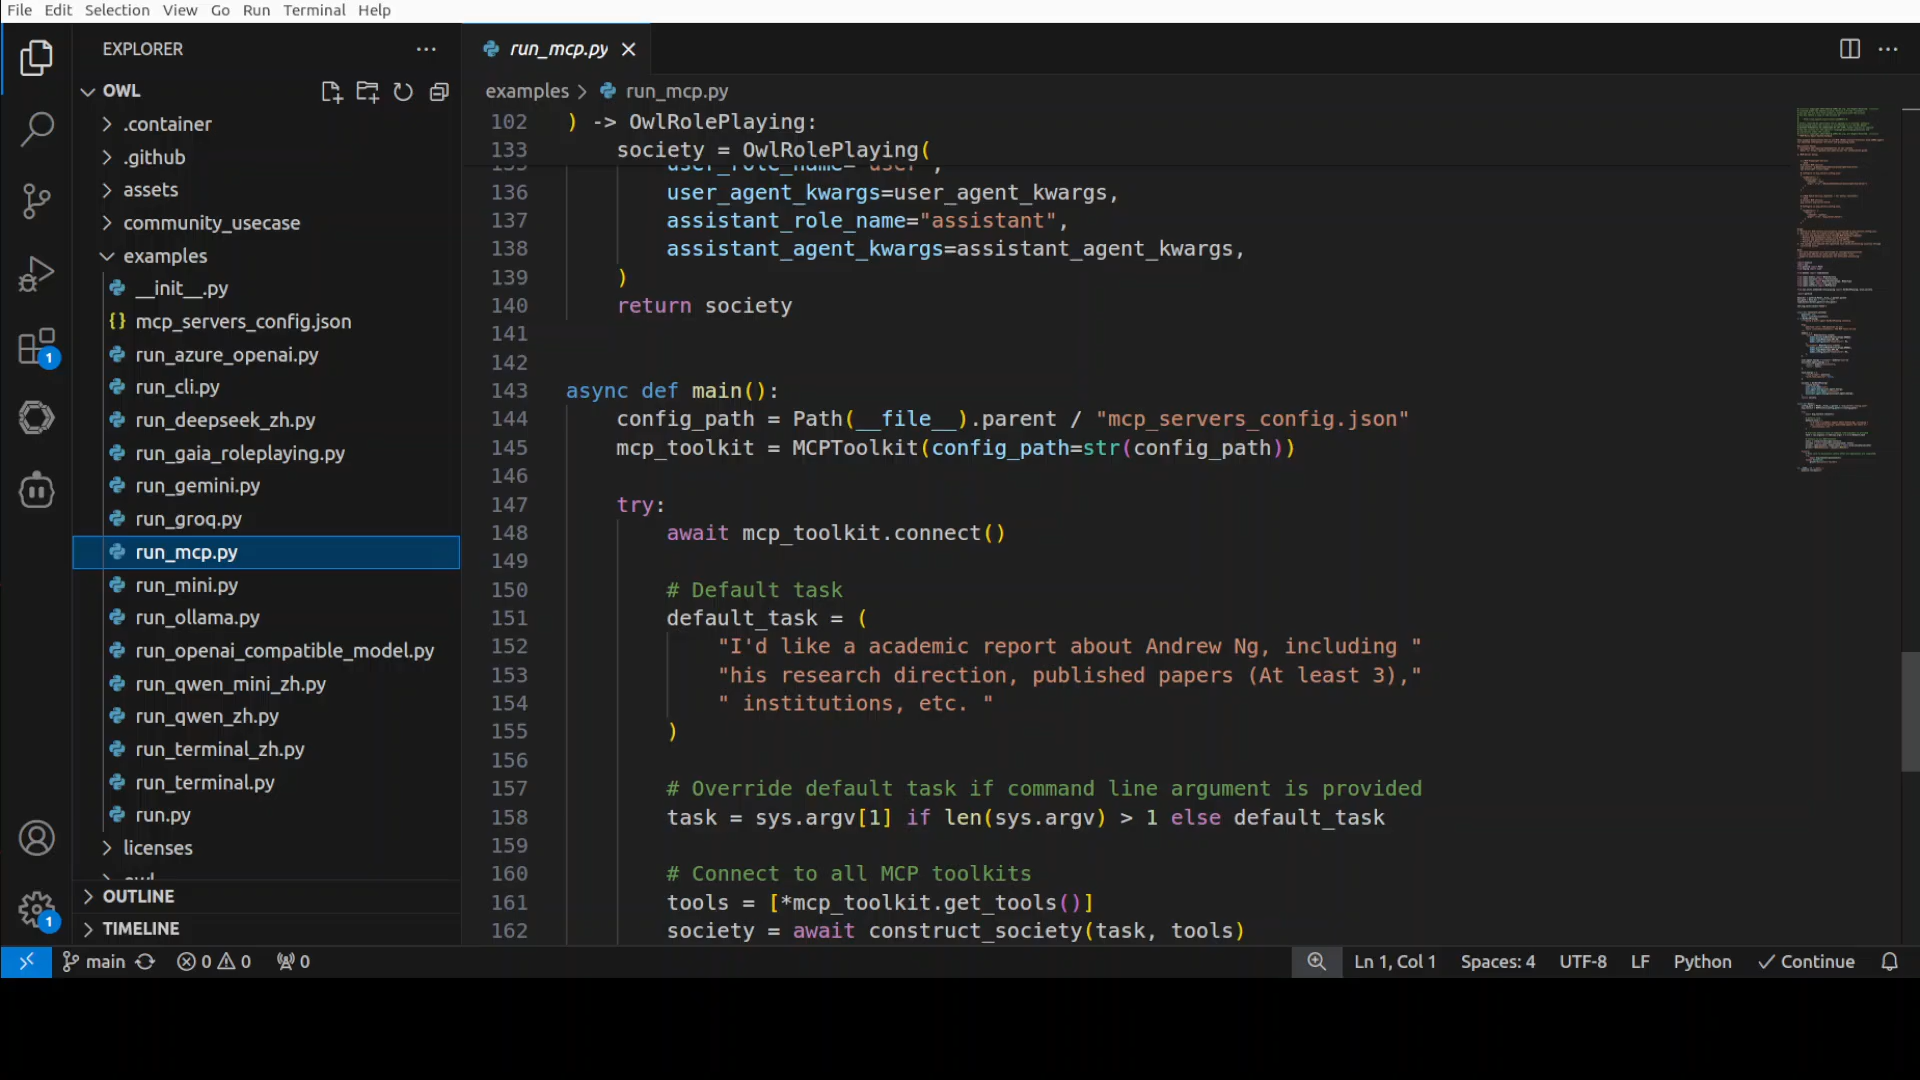 File Edit Selection View Go Run Terminal Help
EXPLORER
OWL
.container
.github
assets
community_usecase
examples
__init__.py
{} mcp_servers_config.json
run_azure_openai.py
run_cli.py
run_deepseek_zh.py
run_gaia_roleplaying.py
run_gemini.py
run_groq.py
run_mcp.py
run_mini.py
run_ollama.py
run_openai_compatible_model.py
run_qwen_mini_zh.py
run_qwen_zh.py
run_terminal_zh.py
run_terminal.py
run.py
licenses
OUTLINE
TIMELINE
1
1
run_mcp.py
examples > run_mcp.py
102 ) -> OwlRolePlaying:
133 society = OwlRolePlaying(
135 user_role_name="user",
136 user_agent_kwargs=user_agent_kwargs,
137 assistant_role_name="assistant",
138 assistant_agent_kwargs=assistant_agent_kwargs,
139 )
140 return society
141
142
143 async def main():
144 config_path = Path(__file__).parent / "mcp_servers_config.json"
145 mcp_toolkit = MCPToolkit(config_path=str(config_path))
146
147 try:
148 await mcp_toolkit.connect()
149
150 # Default task
151 default_task = (
152 "I'd like a academic report about Andrew Ng, including "
153 "his research direction, published papers (At least 3),"
154 " institutions, etc. "
155 )
156
157 # Override default task if command line argument is provided
158 task = sys.argv[1] if len(sys.argv) > 1 else default_task
159
160 # Connect to all MCP toolkits
161 tools = [*mcp_toolkit.get_tools()]
162 society = await construct_society(task, tools)
main 0 0 0 Ln 1, Col 1 Spaces: 4 UTF-8 LF Python Continue